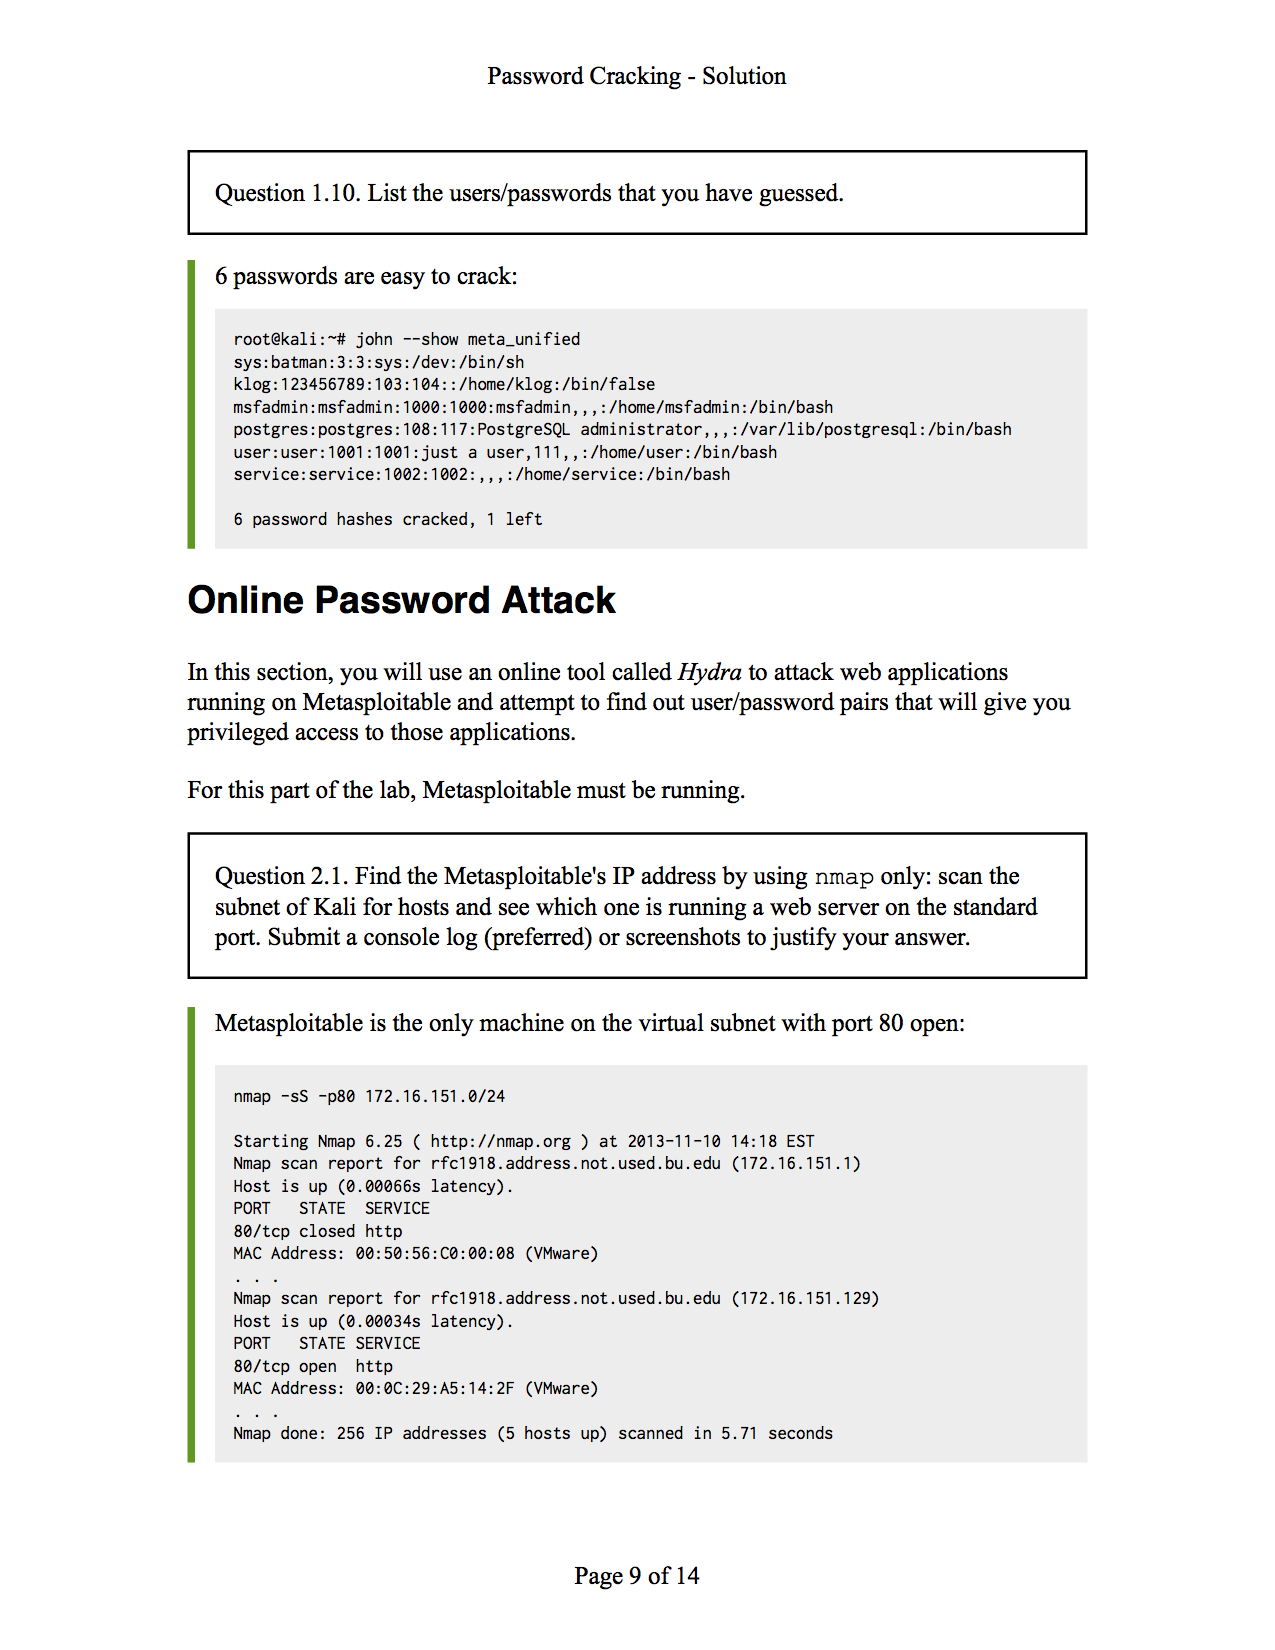 Password Cracking - Solution
Question 1.10. List the users/passwords that you have guessed.
6 passwords are easy to crack:
root@kali:~# john --show meta_unified
sys:batman:3:3:sys:/dev:/bin/sh
klog:123456789:103:104::/home/klog:/bin/false
msfadmin:msfadmin:1000:1000:msfadmin,,,:/home/msfadmin:/bin/bash
postgres:postgres:108:117:PostgreSQL administrator,,,:/var/lib/postgresql:/bin/bash
user:user:1001:1001:just a user,111,,:/home/user:/bin/bash
service:service:1002:1002:,,,:/home/service:/bin/bash
6 password hashes cracked, 1 left
Online Password Attack
In this section, you will use an online tool called Hydra to attack web applications
running on Metasploitable and attempt to find out user/password pairs that will give you
privileged access to those applications.
For this part of the lab, Metasploitable must be running.
Question 2.1. Find the Metasploitable's IP address by using nmap only: scan the
subnet of Kali for hosts and see which one is running a web server on the standard
port. Submit a console log (preferred) or screenshots to justify your answer.
Metasploitable is the only machine on the virtual subnet with port 80 open:
nmap -sS -p80 172.16.151.0/24
Starting Nmap 6.25 ( http://nmap.org ) at 2013-11-10 14:18 EST
Nmap scan report for rfc1918.address.not.used.bu.edu (172.16.151.1)
Host is up (0.00066s latency).
PORT   STATE  SERVICE
80/tcp closed http
MAC Address: 00:50:56:C0:00:08 (VMware)
. . .
Nmap scan report for rfc1918.address.not.used.bu.edu (172.16.151.129)
Host is up (0.00034s latency).
PORT   STATE SERVICE
80/tcp open  http
MAC Address: 00:0C:29:A5:14:2F (VMware)
. . .
Nmap done: 256 IP addresses (5 hosts up) scanned in 5.71 seconds
Page 9 of 14